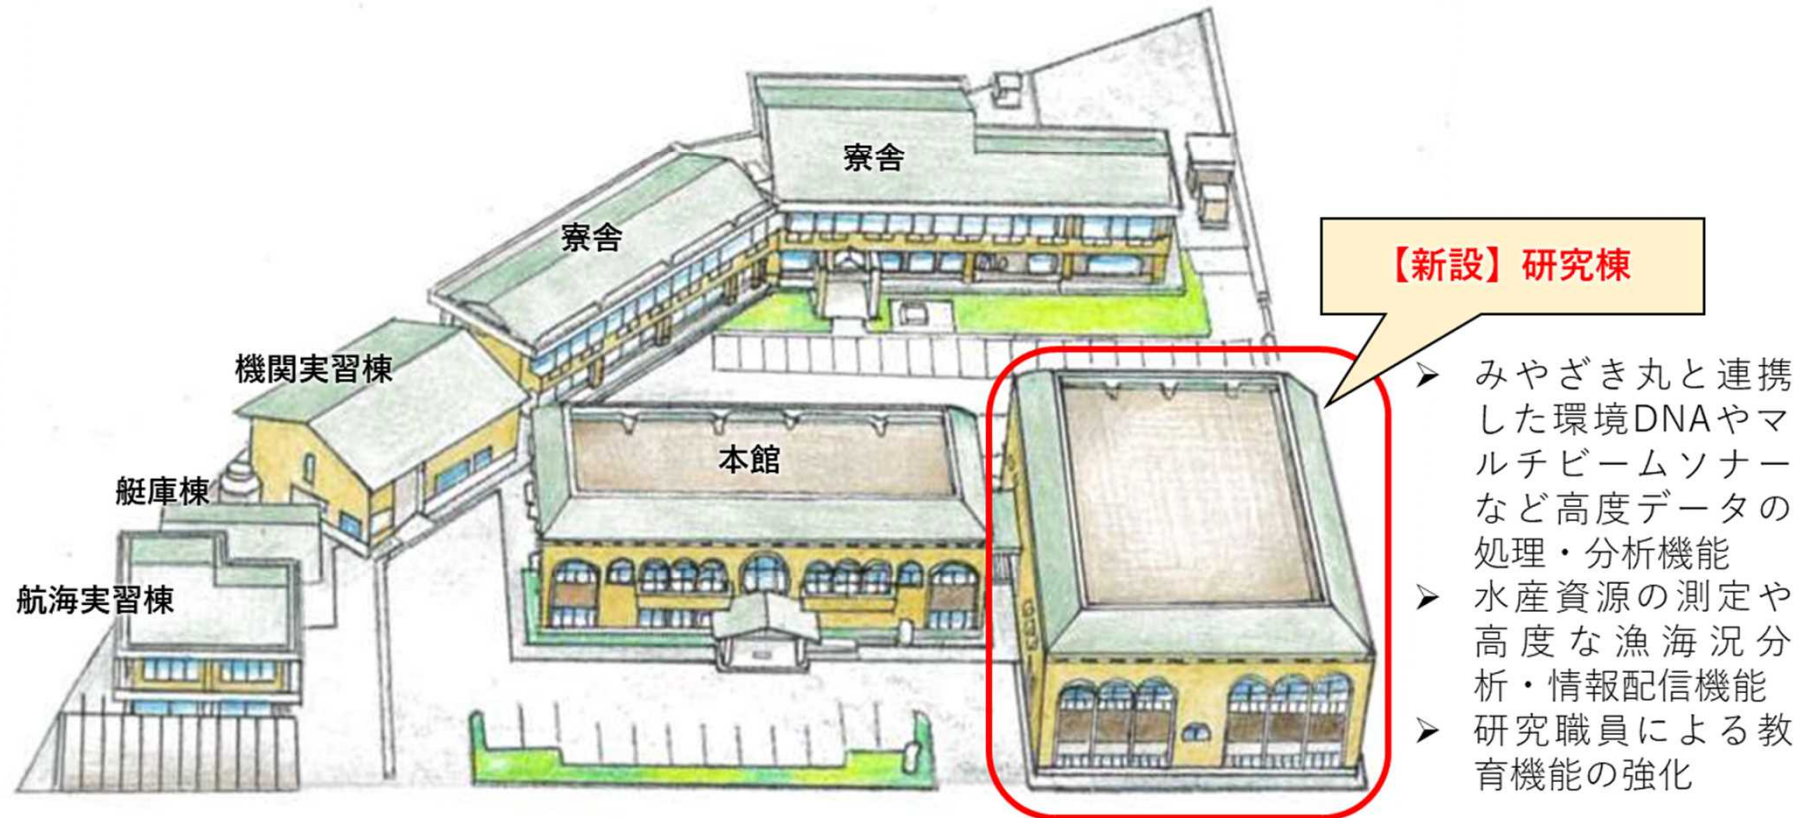 寮舎
寮舎
【新設】研究棟
機関実習棟
本館
艇庫棟
航海実習棟
➢ みやざき丸と連携
した環境DNAやマ
ルチビームソナー
など高度データの
処理・分析機能
➢ 水産資源の測定や
高度な漁海況分
析・情報配信機能
➢ 研究職員による教
育機能の強化